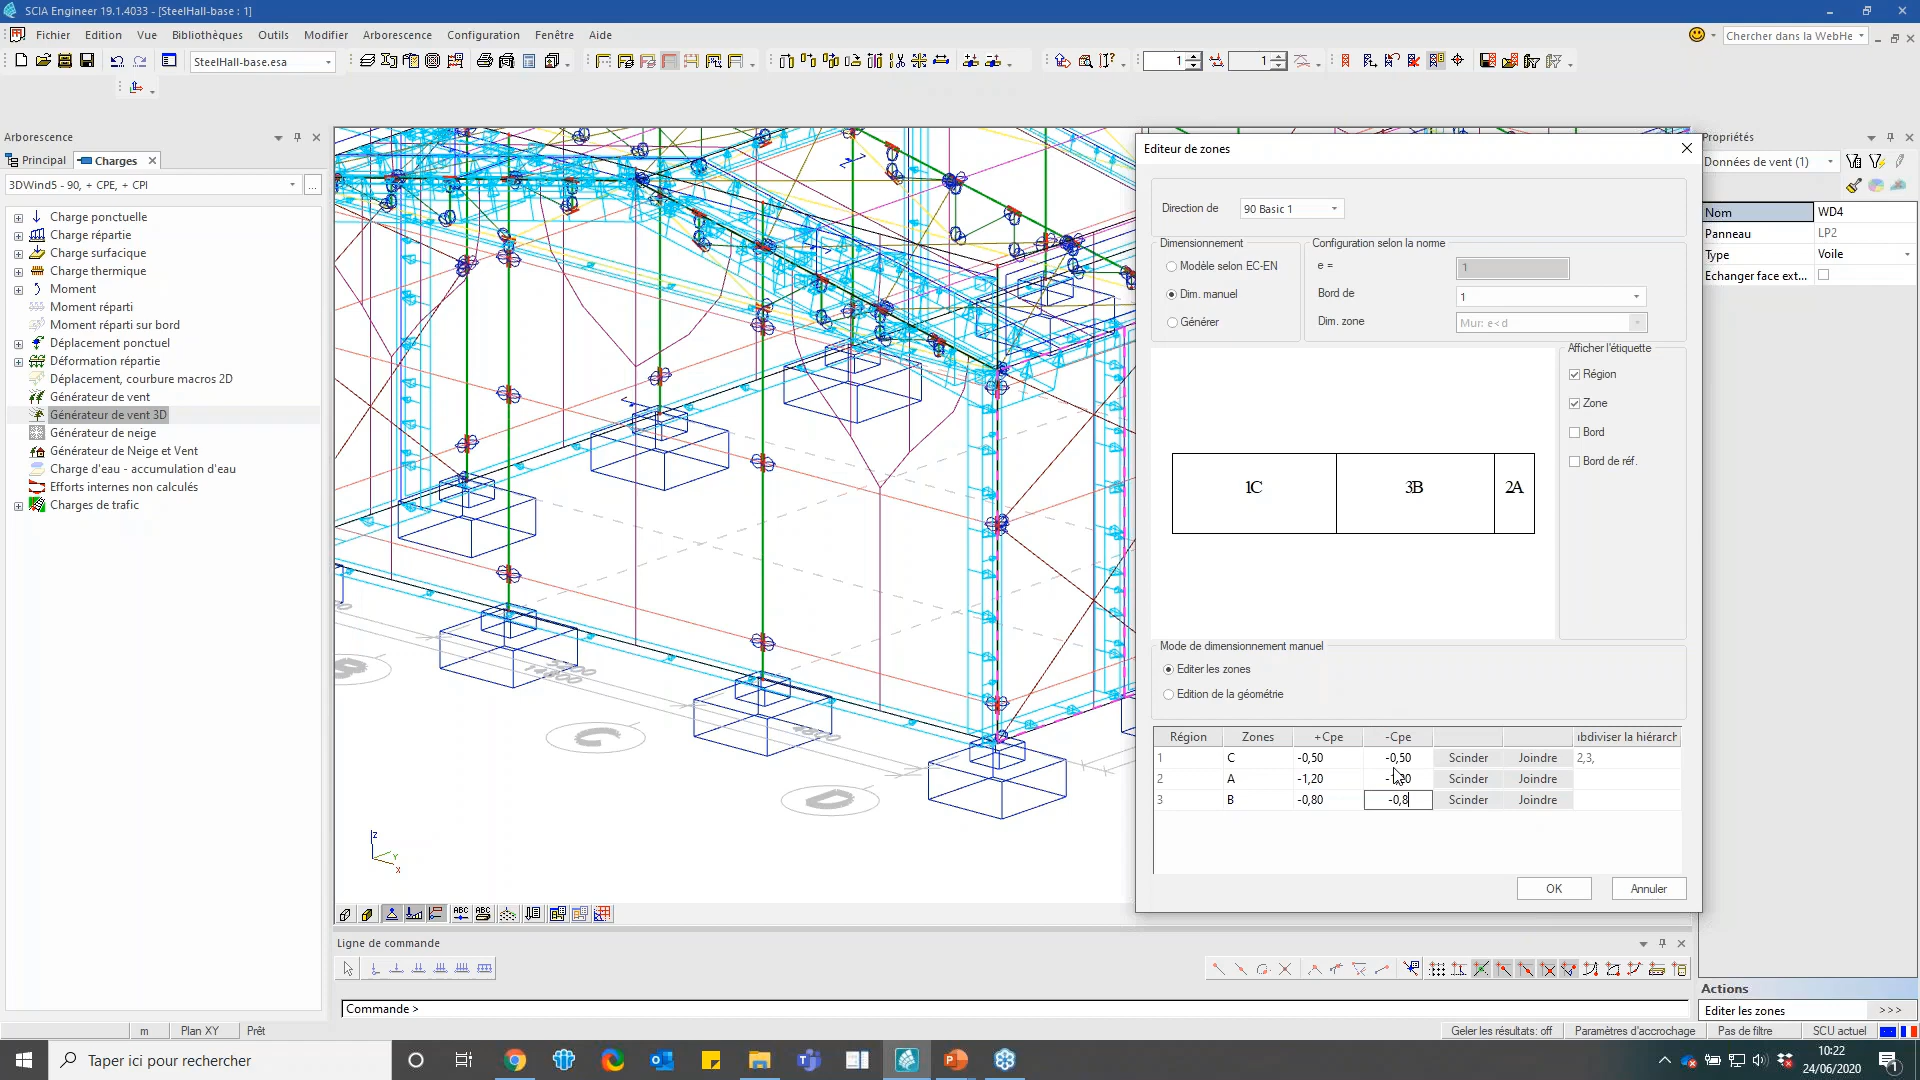 SCIA Engineer 19.1.4033 - [SteelHall-base : 1]
Fichier Edition Vue Bibliothèques Outils Modifier Arborescence Configuration Fenêtre Aide
Chercher dans la WebHe
SteelHall-base.esa
1
1
Arborescence
Principal
Charges
3DWind5 - 90, + CPE, + CPI
...
Charge ponctuelle
Charge répartie
Charge surfacique
Charge thermique
Moment
Moment réparti
Moment réparti sur bord
Déplacement ponctuel
Déformation répartie
Déplacement, courbure macros 2D
Générateur de vent
Générateur de vent 3D
Générateur de neige
Générateur de Neige et Vent
Charge d'eau - accumulation d'eau
Efforts internes non calculés
Charges de trafic
C
D
z
Y
X
Editeur de zones
Direction de
90 Basic 1
Dimensionnement
Modèle selon EC-EN
Dim. manuel
Générer
Configuration selon la norme
e =
1
Bord de
1
Dim. zone
Mur: e<d
Afficher l'étiquette
Région
Zone
Bord
Bord de réf.
1C
3B
2A
Mode de dimensionnement manuel
Editer les zones
Edition de la géométrie
Région Zones +Cpe -Cpe ubdiviser la hiérarch
1 C -0,50 -0,50 Scinder Joindre 2,3,
2 A -1,20 Scinder Joindre
3 B -0,80 -0,8 Scinder Joindre
OK
Annuler
Propriétés
Données de vent (1)
Nom WD4
Panneau LP2
Type Voile
Echanger face ext...
Actions
Editer les zones >>>
Ligne de commande
Commande >
m
Plan XY
Prêt
Geler les résultats: off
Paramètres d'accrochage
Pas de filtre
SCU actuel
Taper ici pour rechercher
10:22
24/06/2020